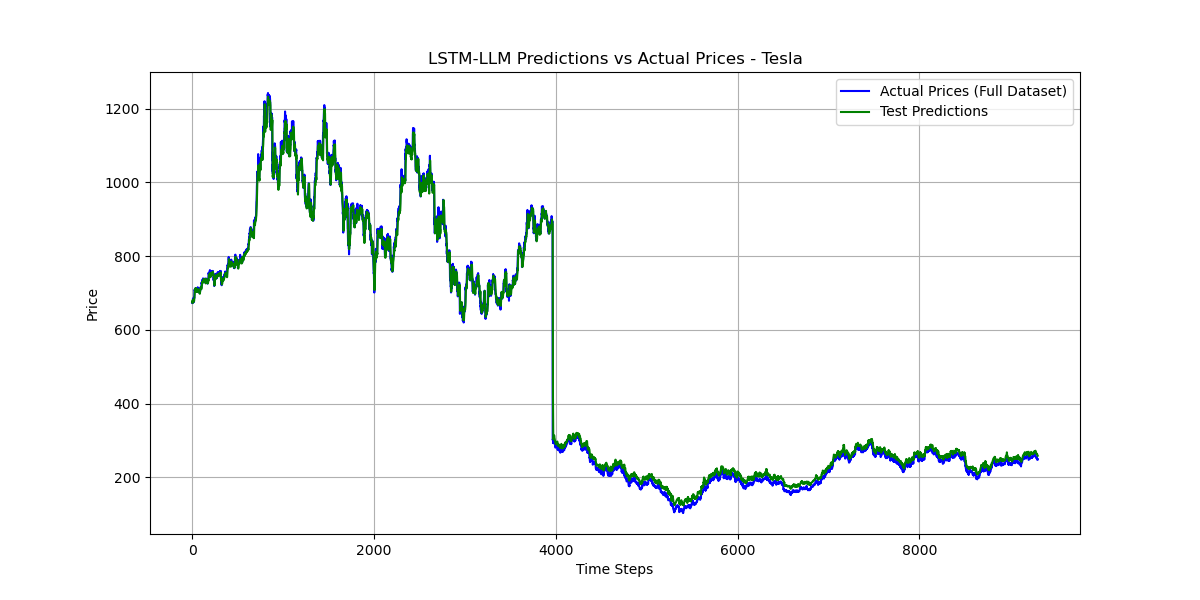 LSTM-LLM Predictions vs Actual Prices - Tesla
Actual Prices (Full Dataset)
Test Predictions
1200
1000
800
600
400
200
Price
0 2000 4000 6000 8000
Time Steps